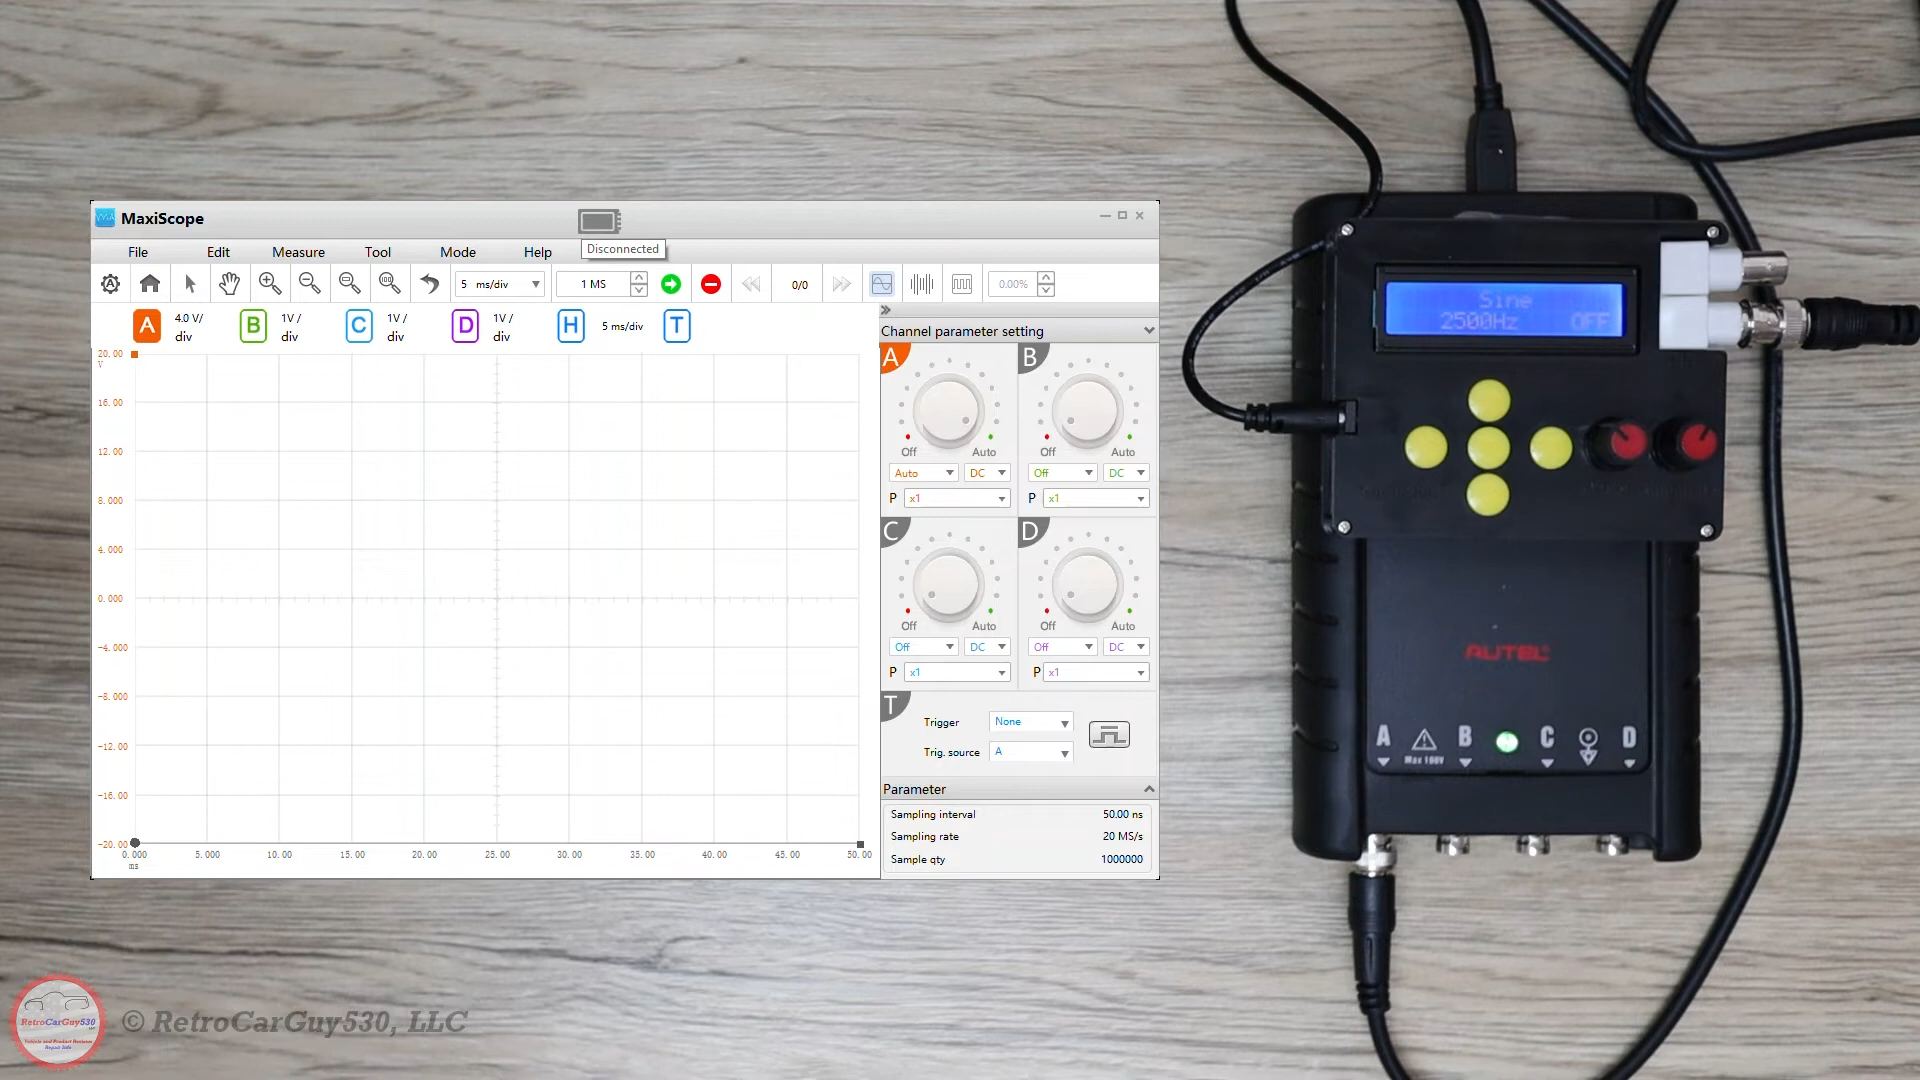 MaxiScope
File Edit Measure Tool Mode Help
Disconnected
5 ms/div
1 MS
0/0
0.00%
A 4.0 V/ div
B 1V / div
C 1V / div
D 1V / div
H 5 ms/div
T
20.00
V
16.00
12.00
8.000
4.000
0.000
-4.000
-8.000
-12.00
-16.00
-20.00
0.000 5.000 10.00 15.00 20.00 25.00 30.00 35.00 40.00 45.00 50.00
ms
Channel parameter setting
A
Off Auto
Auto DC
P x1
B
Off Auto
Off DC
P x1
C
Off Auto
Off DC
P x1
D
Off Auto
Off DC
P x1
T
Trigger None
Trig. source A
Parameter
Sampling interval 50.00 ns
Sampling rate 20 MS/s
Sample qty 1000000
Sine
2500Hz OFF
AUTEL
A B C D
Max 100V
RetroCarGuy530
© RetroCarGuy530, LLC